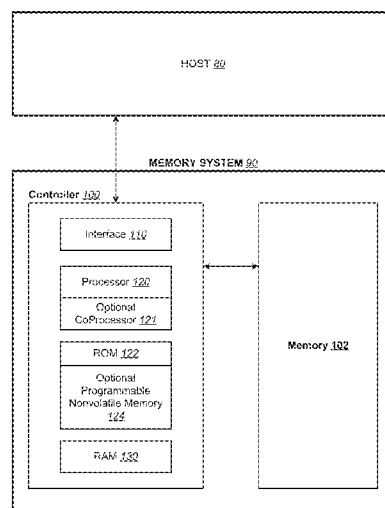 HOST 80
MEMORY SYSTEM 90
Controller 100
Interface 110
Processor 120
Optional
CoProcessor 121
ROM 122
Optional
Programmable
Nonvolatile Memory
124
RAM 130
Memory 102